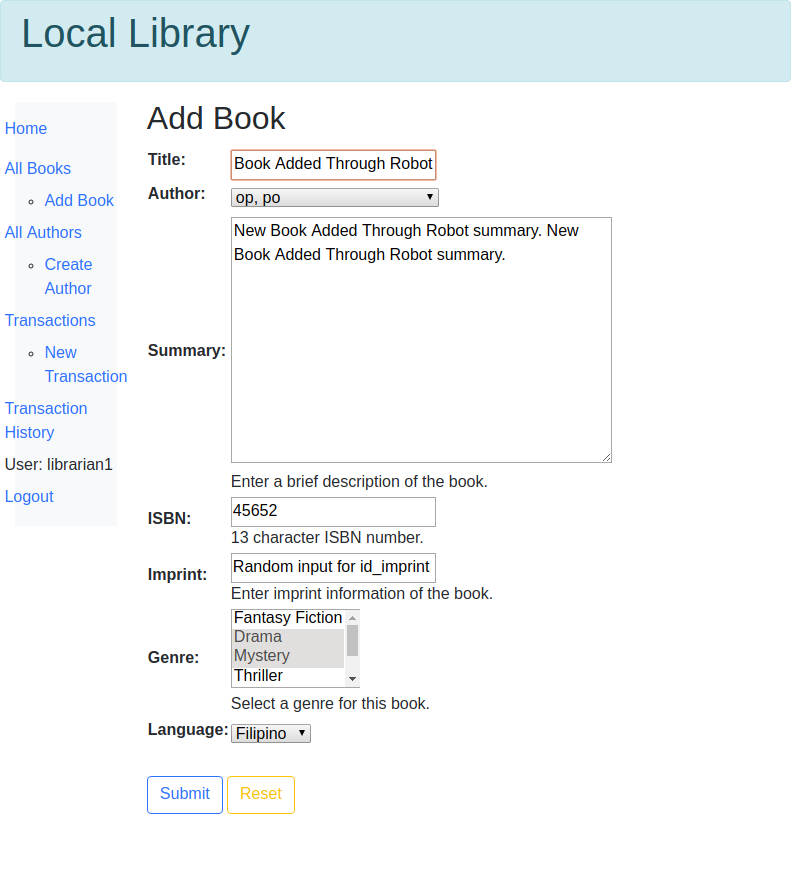 Local Library
Home
All Books
Add Book
All Authors
Create
Author
Transactions
New
Transaction
Transaction
History
User: librarian1
Logout
Add Book
Title: Book Added Through Robot
Author: op, po
Summary: New Book Added Through Robot summary. New
Book Added Through Robot summary.
Enter a brief description of the book.
ISBN: 45652
13 character ISBN number.
Imprint: Random input for id_imprint
Enter imprint information of the book.
Genre: Fantasy Fiction
Drama
Mystery
Thriller
Select a genre for this book.
Language: Filipino
Submit Reset